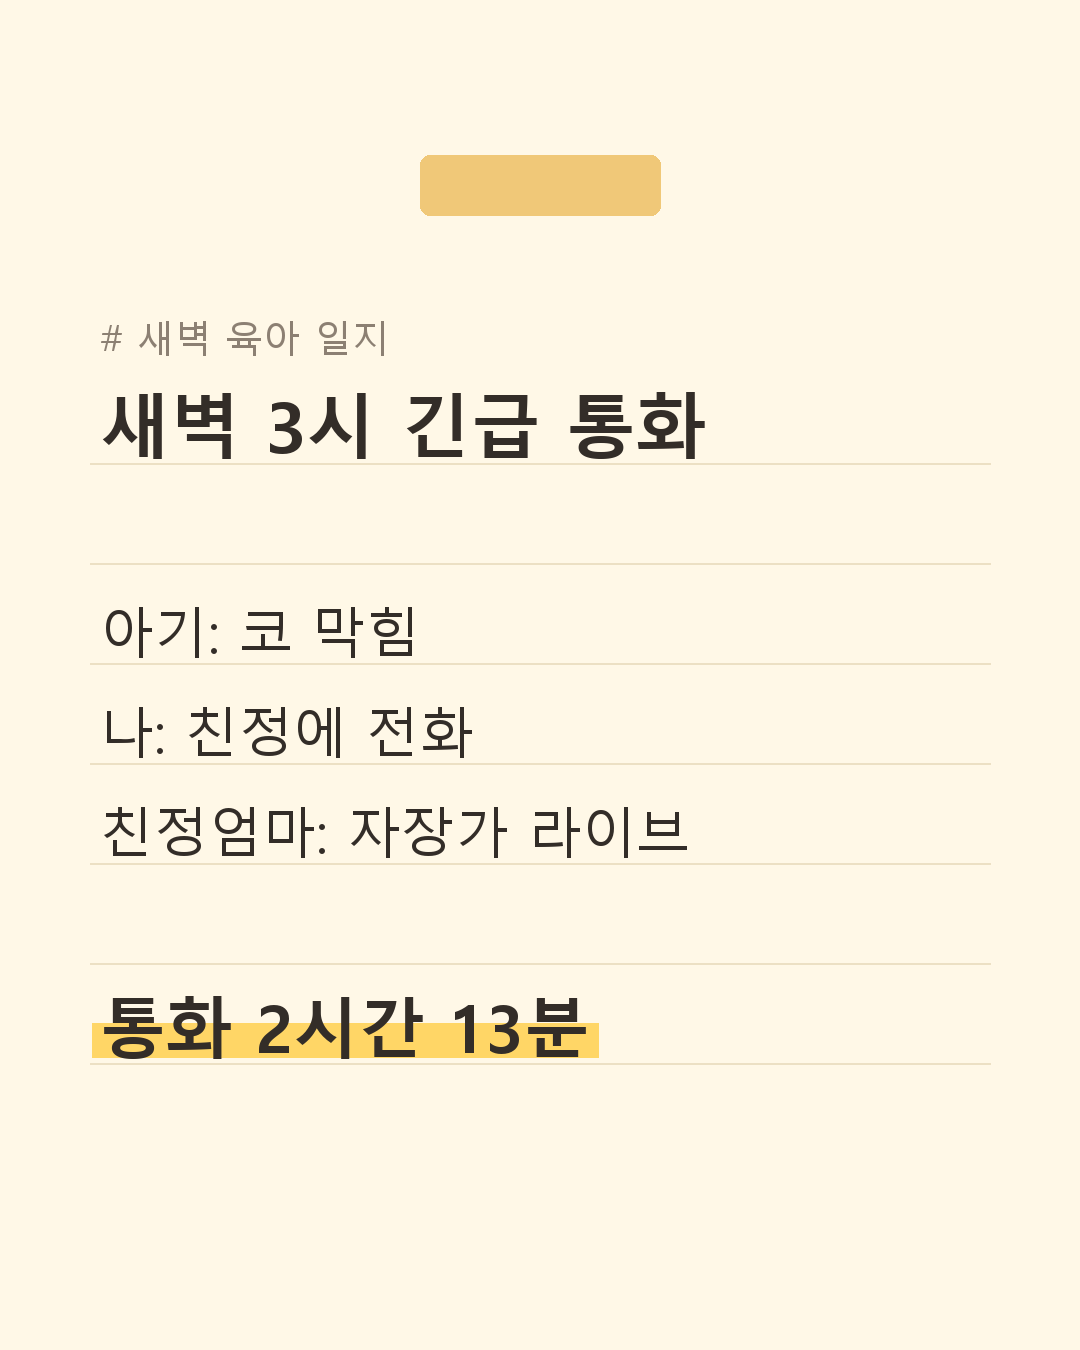 # 새벽 육아 일지
새벽 3시 긴급 통화
아기: 코 막힘
나: 친정에 전화
친정엄마: 자장가 라이브
통화 2시간 13분